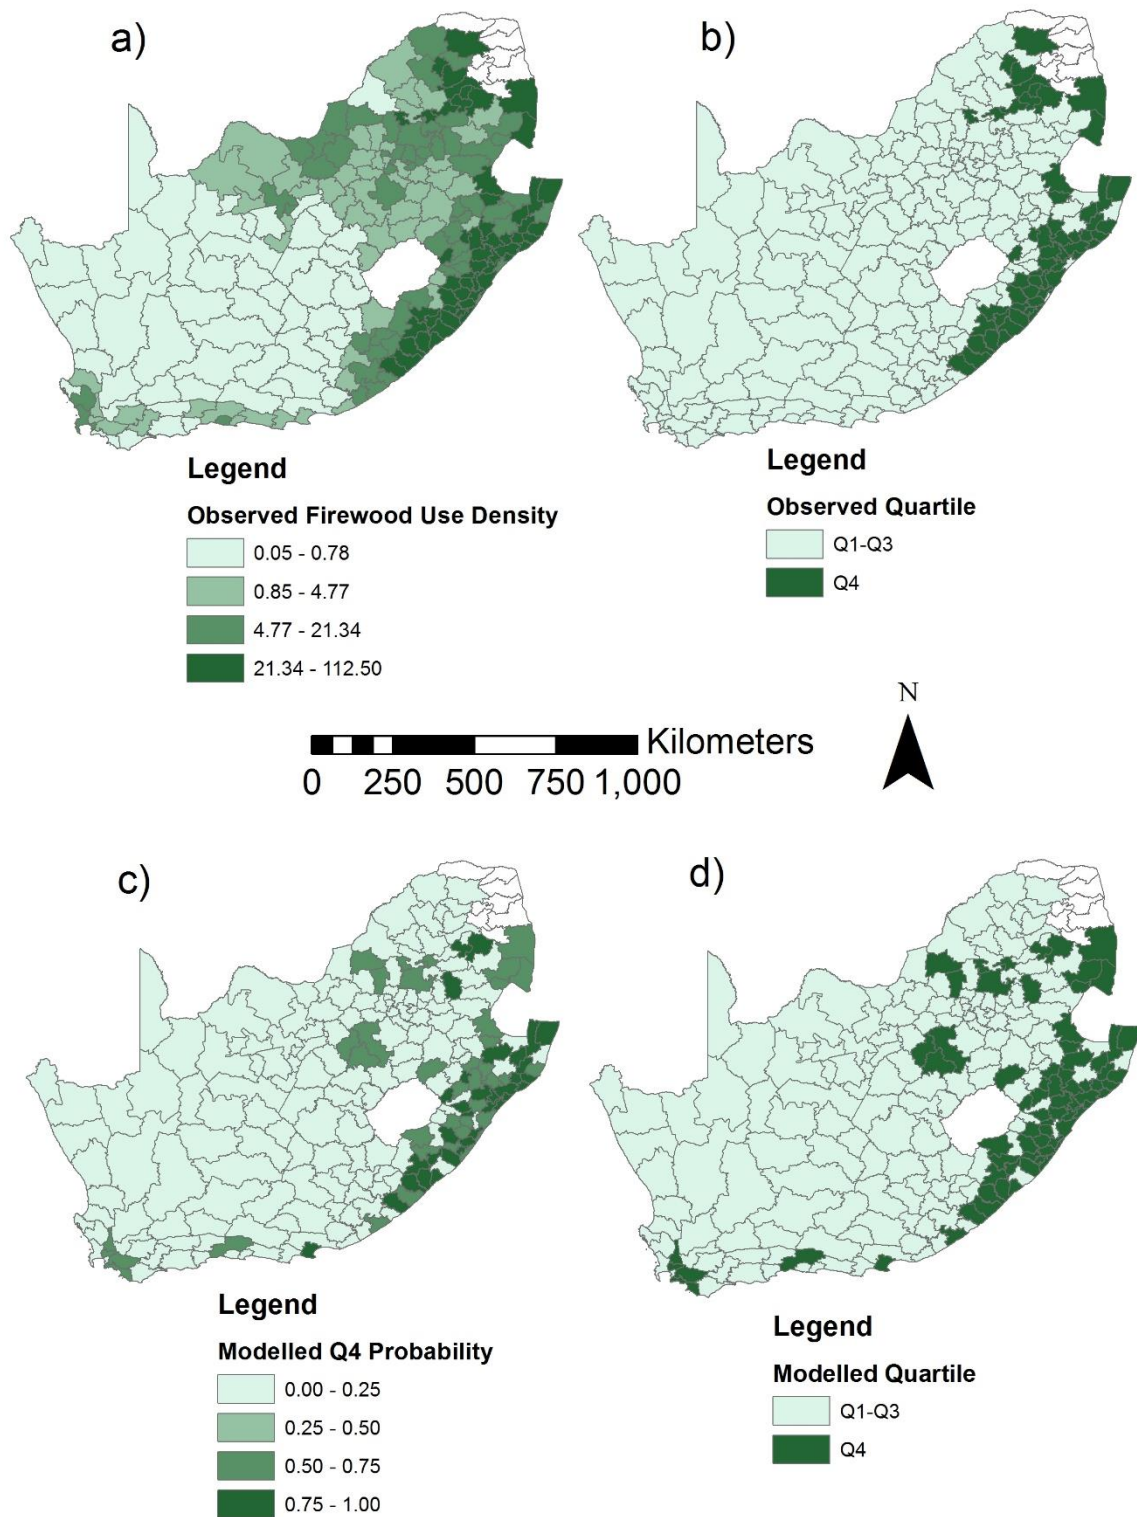 a)
b)
Legend
Observed Firewood Use Density
0.05 - 0.78
0.85 - 4.77
4.77 - 21.34
21.34 - 112.50
Legend
Observed Quartile
Q1-Q3
Q4
N
Kilometers
0 250 500 750 1,000
c)
d)
Legend
Modelled Q4 Probability
0.00 - 0.25
0.25 - 0.50
0.50 - 0.75
0.75 - 1.00
Legend
Modelled Quartile
Q1-Q3
Q4